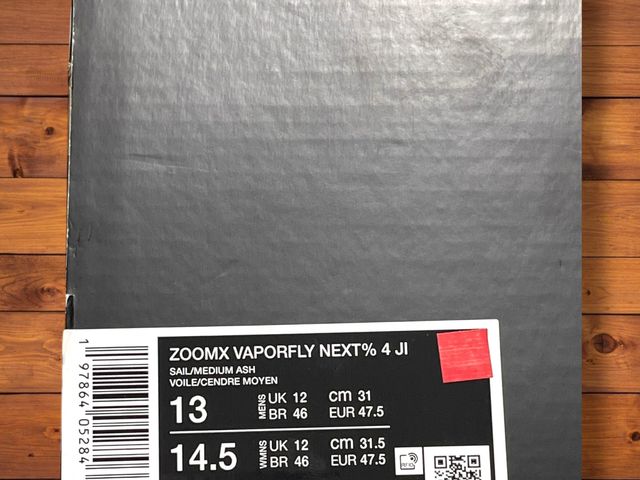 ZOOMX VAPORFLY NEXT% 4 JI
SAIL/MEDIUM ASH
VOILE/CENDRE MOYEN
13 MENS UK 12 cm 31
BR 46 EUR 47.5
14.5 WMNS UK 12 cm 31.5
BR 46 EUR 47.5
RFID
1 97864 05284